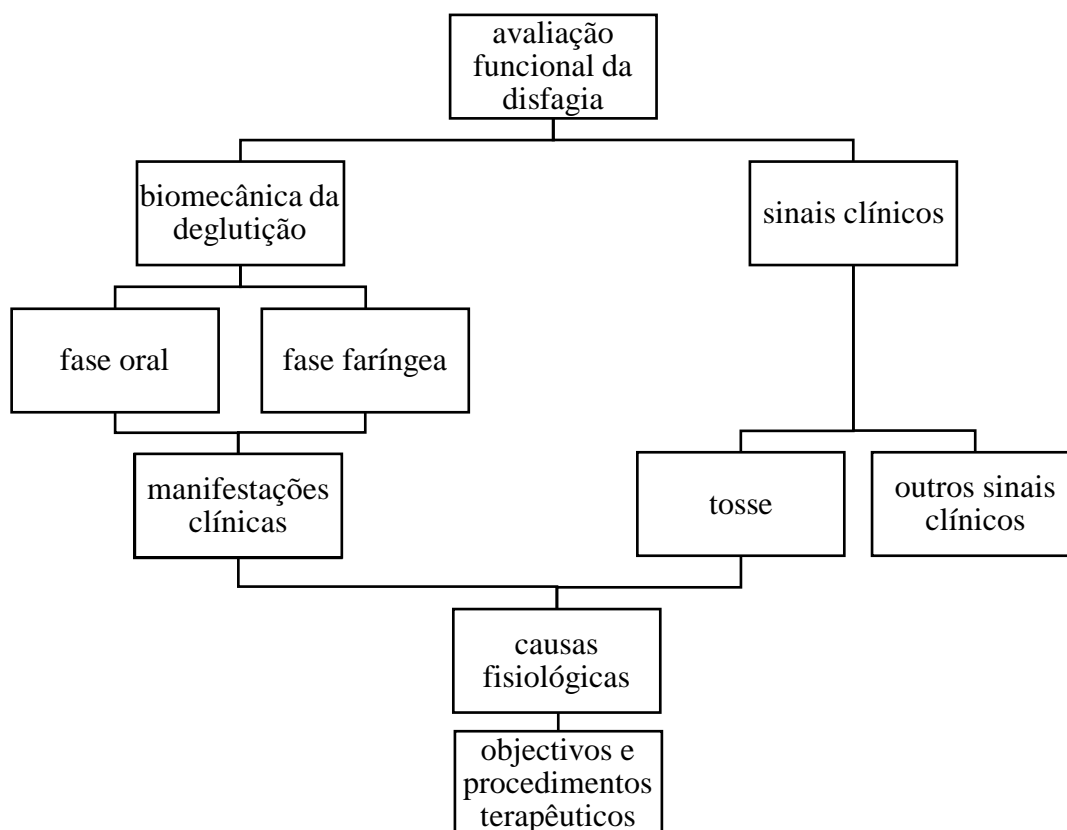 avaliação
funcional da
disfagia
biomecânica da
deglutição
sinais clínicos
fase oral
fase faríngea
manifestações
clínicas
tosse
outros sinais
clínicos
causas
fisiológicas
objectivos e
procedimentos
terapêuticos